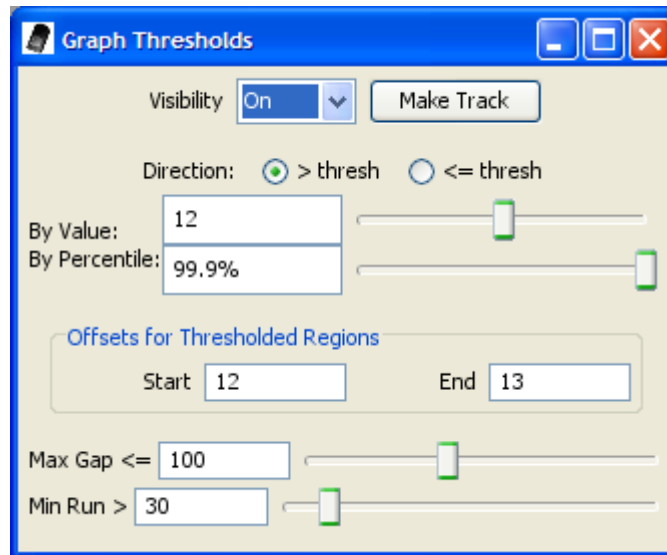 Graph Thresholds
Visibility On Make Track
Direction: > thresh <= thresh
By Value: 12
By Percentile: 99.9%
Offsets for Thresholded Regions
Start 12 End 13
Max Gap <= 100
Min Run > 30